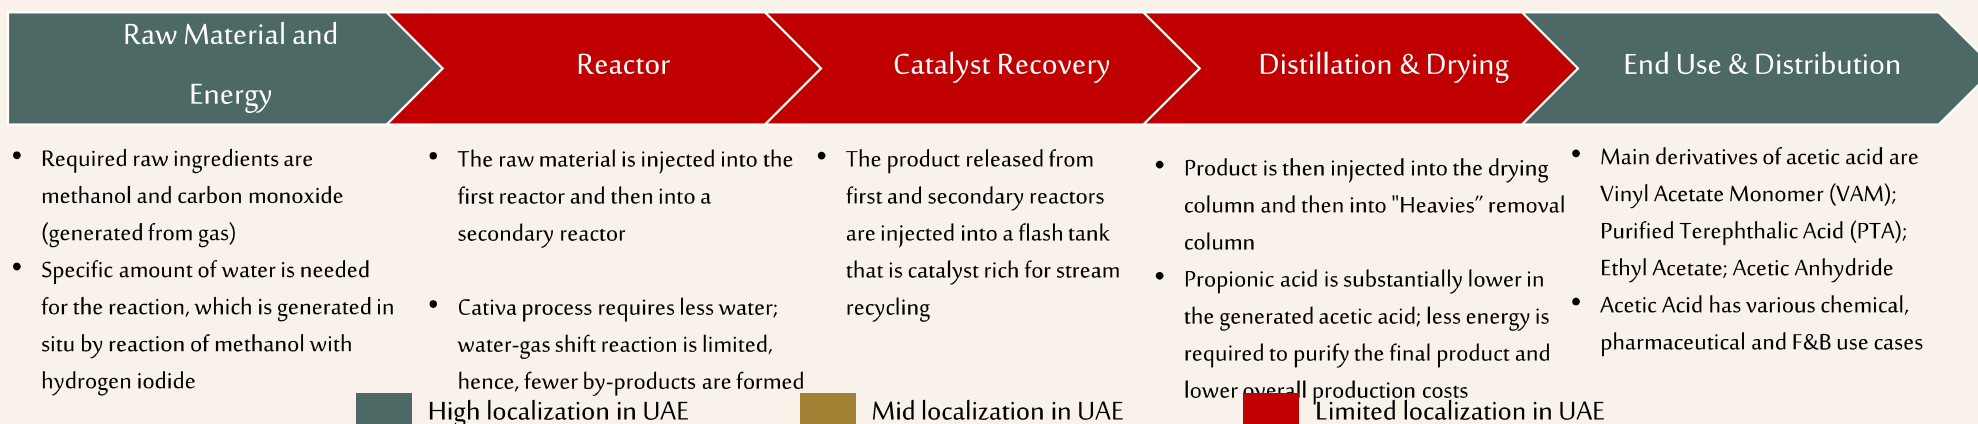 Raw Material and
Energy
Reactor
Catalyst Recovery
Distillation & Drying
End Use & Distribution
• Required raw ingredients are
methanol and carbon monoxide
(generated from gas)
• Specific amount of water is needed
for the reaction, which is generated in
situ by reaction of methanol with
hydrogen iodide
• The raw material is injected into the
first reactor and then into a
secondary reactor
• Cativa process requires less water;
water-gas shift reaction is limited,
hence, fewer by-products are formed
• The product released from
first and secondary reactors
are injected into a flash tank
that is catalyst rich for stream
recycling
• Product is then injected into the drying
column and then into "Heavies” removal
column
• Propionic acid is substantially lower in
the generated acetic acid; less energy is
required to purify the final product and
lower overall production costs
• Main derivatives of acetic acid are
Vinyl Acetate Monomer (VAM);
Purified Terephthalic Acid (PTA);
Ethyl Acetate; Acetic Anhydride
• Acetic Acid has various chemical,
pharmaceutical and F&B use cases
High localization in UAE
Mid localization in UAE
Limited localization in UAE